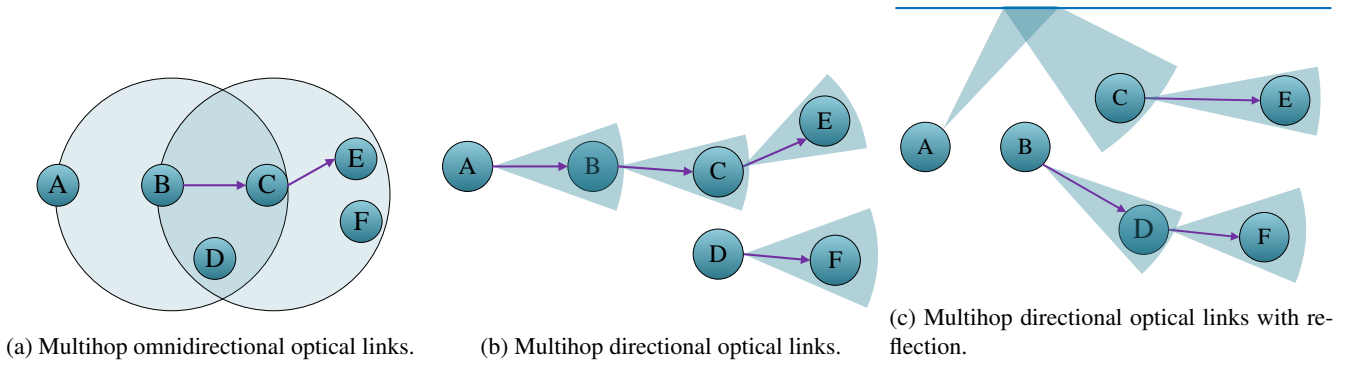 A
B
C
E
F
D
(a) Multihop omnidirectional optical links.
A
B
C
E
D
F
(b) Multihop directional optical links.
C
E
A
B
D
F
(c) Multihop directional optical links with re-
flection.